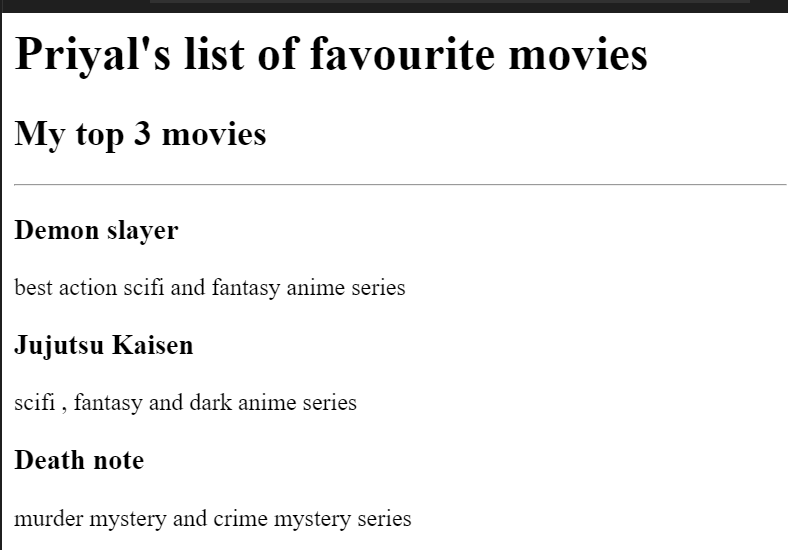 Priyal's list of favourite movies
My top 3 movies
Demon slayer
best action scifi and fantasy anime series
Jujutsu Kaisen
scifi , fantasy and dark anime series
Death note
murder mystery and crime mystery series